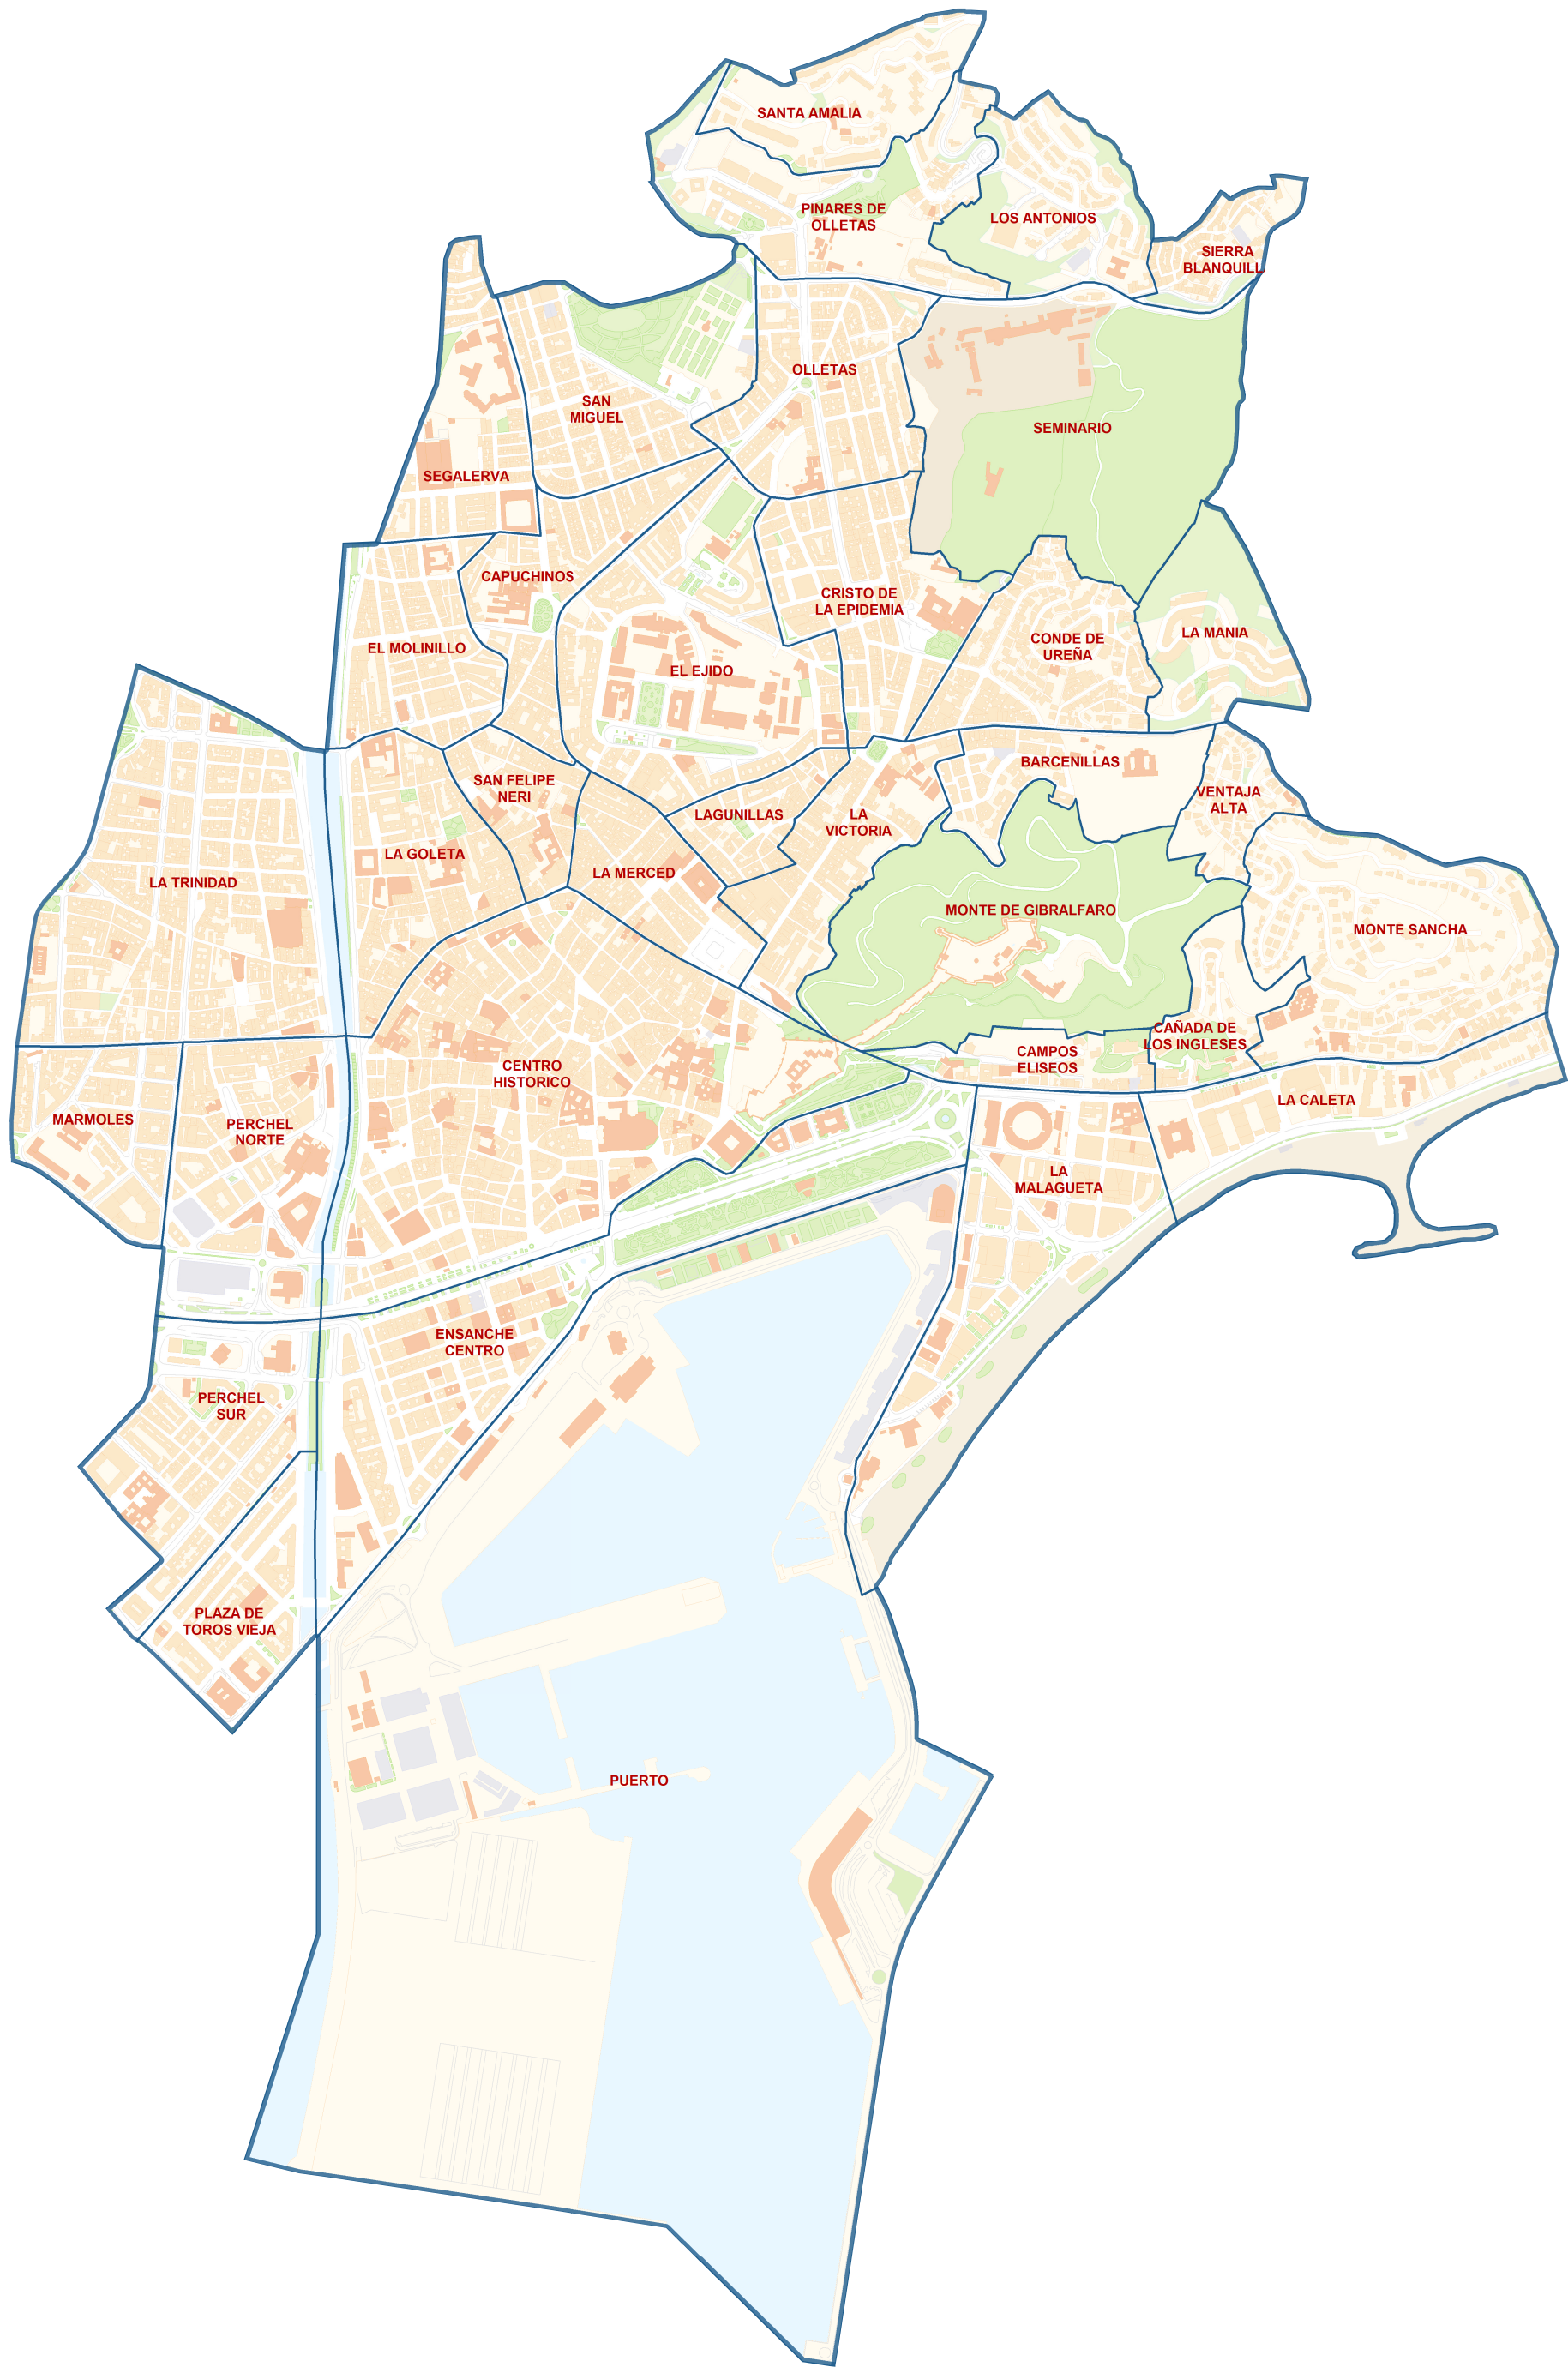 SANTA AMALIA
PINARES DE
OLLETAS
LOS ANTONIOS
SIERRA
BLANQUILL
OLLETAS
SAN
MIGUEL
SEMINARIO
SEGALERVA
CAPUCHINOS
CRISTO DE
LA EPIDEMIA
LA MANIA
CONDE DE
UREÑA
EL MOLINILLO
EL EJIDO
BARCENILLAS
SAN FELIPE
NERI
VENTAJA
ALTA
LAGUNILLAS
LA
VICTORIA
LA GOLETA
LA MERCED
LA TRINIDAD
MONTE DE GIBRALFARO
MONTE SANCHA
CAÑADA DE
LOS INGLESES
CAMPOS
ELISEOS
CENTRO
HISTORICO
LA CALETA
MARMOLES
PERCHEL
NORTE
LA
MALAGUETA
ENSANCHE
CENTRO
PERCHEL
SUR
PLAZA DE
TOROS VIEJA
PUERTO